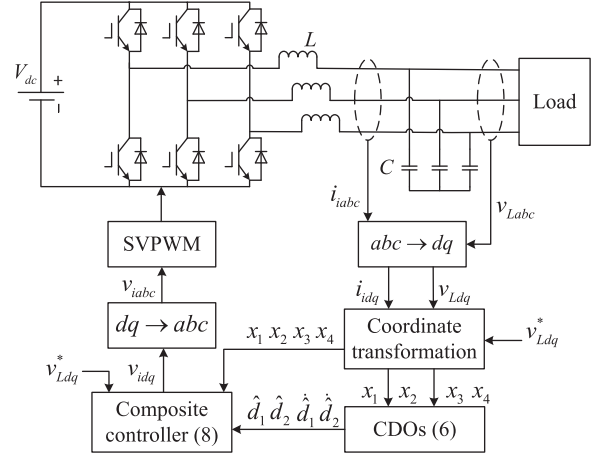 L
V_dc
+
-
Load
C
i_iabc
v_Labc
SVPWM
abc → dq
v_iabc
i_idq
v_Ldq
dq → abc
x_1 x_2 x_3 x_4
Coordinate transformation
v*_Ldq
v*_Ldq
v_idq
x_1 x_2
x_3 x_4
Composite controller (8)
d̂_1 d̂_2 d̂̇_1 d̂̇_2
CDOs (6)